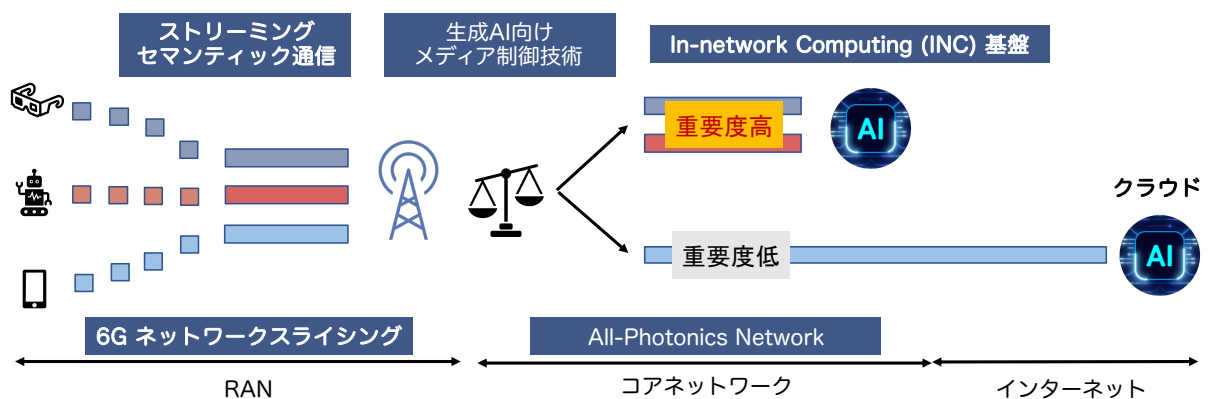 ストリーミング
セマンティック通信
生成AI向け
メディア制御技術
In-network Computing (INC) 基盤
重要度高
AI
クラウド
重要度低
AI
6G ネットワークスライシング
All-Photonics Network
RAN
コアネットワーク
インターネット